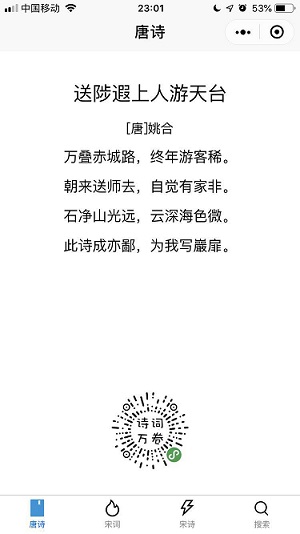 中国移动 23:01 53%
唐诗
送陟遐上人游天台
[唐]姚合
万叠赤城路，终年游客稀。
朝来送师去，自觉有家非。
石净山光远，云深海色微。
此诗成亦鄙，为我写巖扉。
诗词
万卷
唐诗 宋词 宋诗 搜索